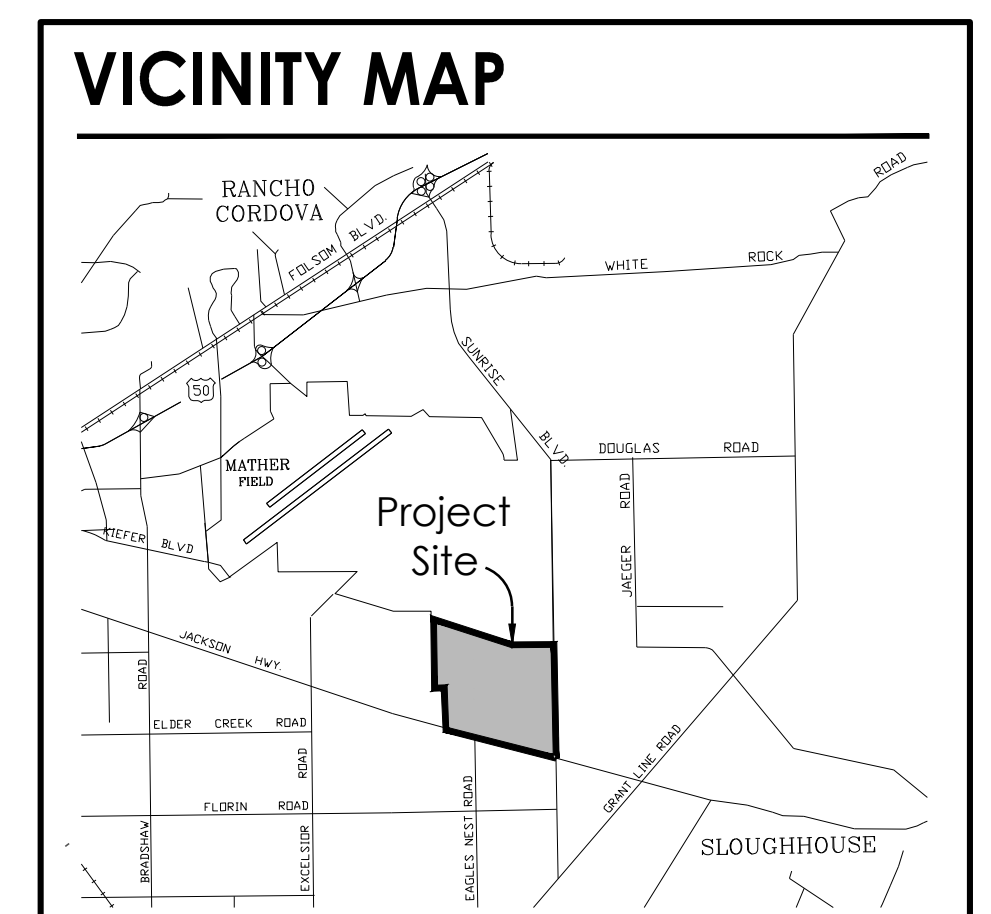 VICINITY MAP
ROAD
RANCHO
CORDOVA
FOLSOM BLVD.
WHITE ROCK
SUNRISE BLVD.
50
DOUGLAS ROAD
MATHER
FIELD
JAEGER ROAD
Project
Site
KIEFER BLVD
JACKSON HWY.
ROAD
ELDER CREEK ROAD
ROAD
GRANT LINE ROAD
FLORIN ROAD
BRADSHAW
EXCELSIOR
EAGLES NEST ROAD
SLOUGHHOUSE